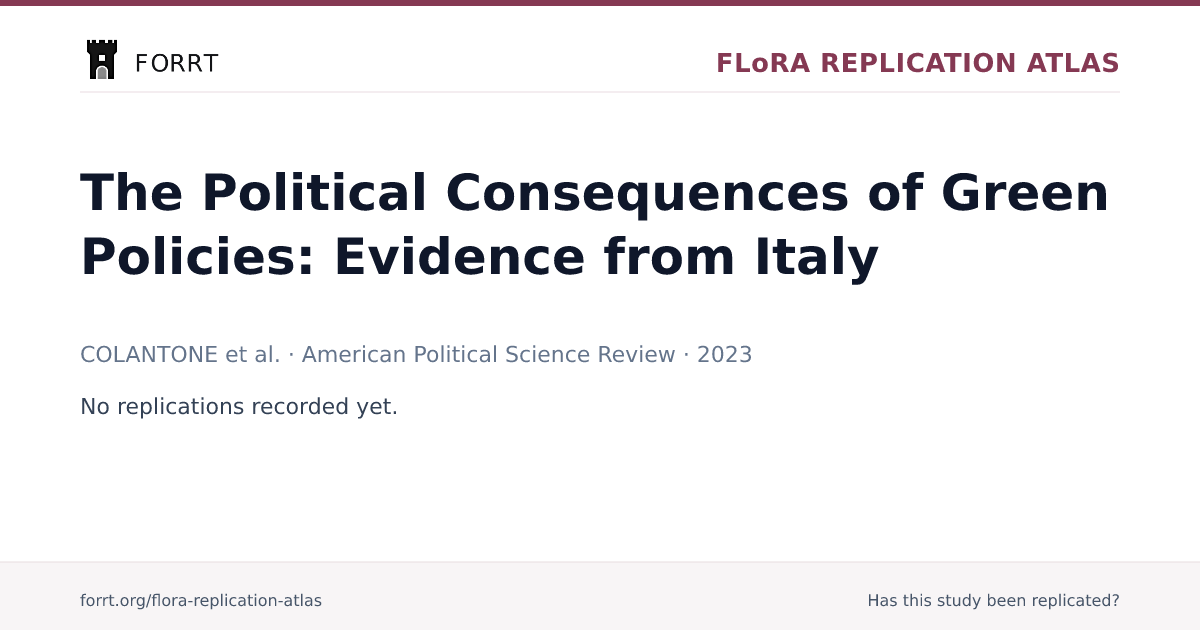 FORRT
FLoRA REPLICATION ATLAS
The Political Consequences of Green
Policies: Evidence from Italy
COLANTONE et al. · American Political Science Review · 2023
No replications recorded yet.
forrt.org/flora-replication-atlas
Has this study been replicated?